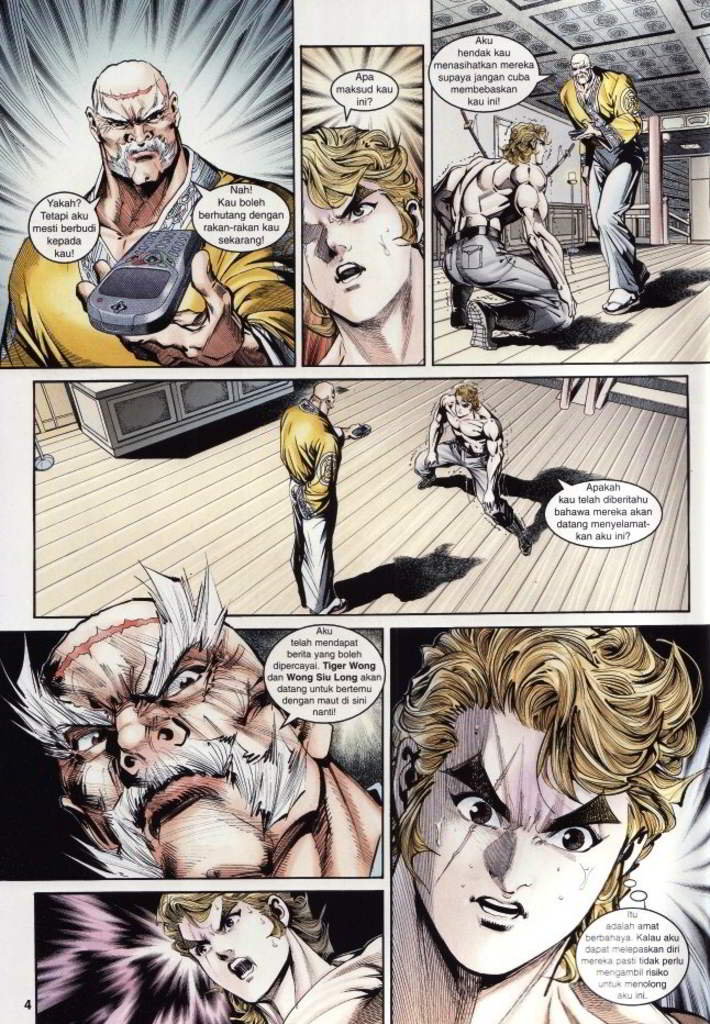 Yakah?
Tetapi aku
mesti berbudi
kepada
kau!
Nah!
Kau boleh
berhutang dengan
rakan-rakan kau
sekarang!
Apa
maksud kau
ini?
Aku
hendak kau
menasihatkan mereka
supaya jangan cuba
membebaskan
kau ini!
Apakah
kau telah diberitahu
bahawa mereka akan
datang menyelamat-
kan aku ini?
Aku
telah mendapat
berita yang boleh
dipercayai. Tiger Wong
dan Wong Siu Long akan
datang untuk bertemu
dengan maut di sini
nanti!
Itu
adalah amat
berbahaya. Kalau aku
dapat melepaskan diri
mereka pasti tidak perlu
mengambil risiko
untuk menolong
aku ini.
4